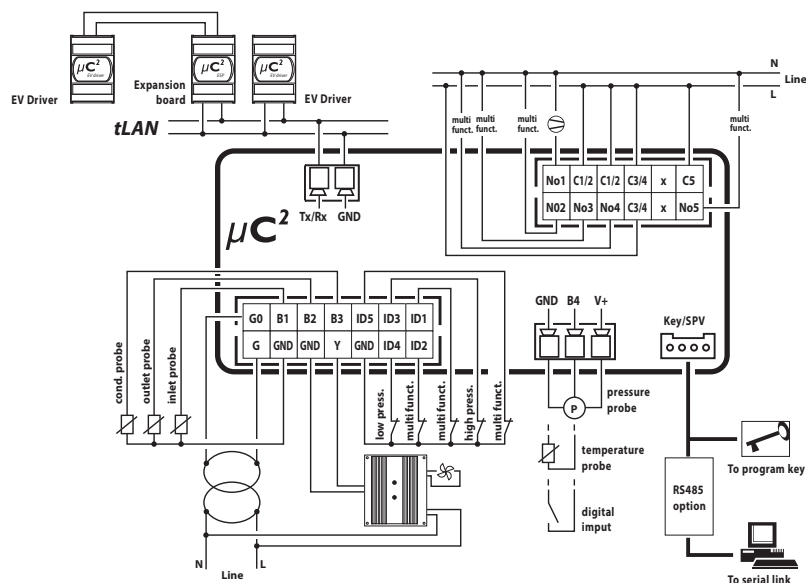 EV Driver
µC²
EV driver
Expansion
board
µC²
EXP
µC²
EV driver
EV Driver
tLAN
N
Line
L
multi
funct.
multi
funct.
multi
funct.
multi
funct.
No1 C1/2 C1/2 C3/4 x C5
N02 No3 No4 C3/4 x No5
Tx/Rx GND
µC²
G0 B1 B2 B3 ID5 ID3 ID1
G GND GND Y GND ID4 ID2
GND B4 V+
Key/SPV
cond. probe
outlet probe
inlet probe
low press.
multi funct.
multi funct.
high press.
multi funct.
P
pressure
probe
temperature
probe
digital
imput
To program key
RS485
option
To serial link
N
L
Line